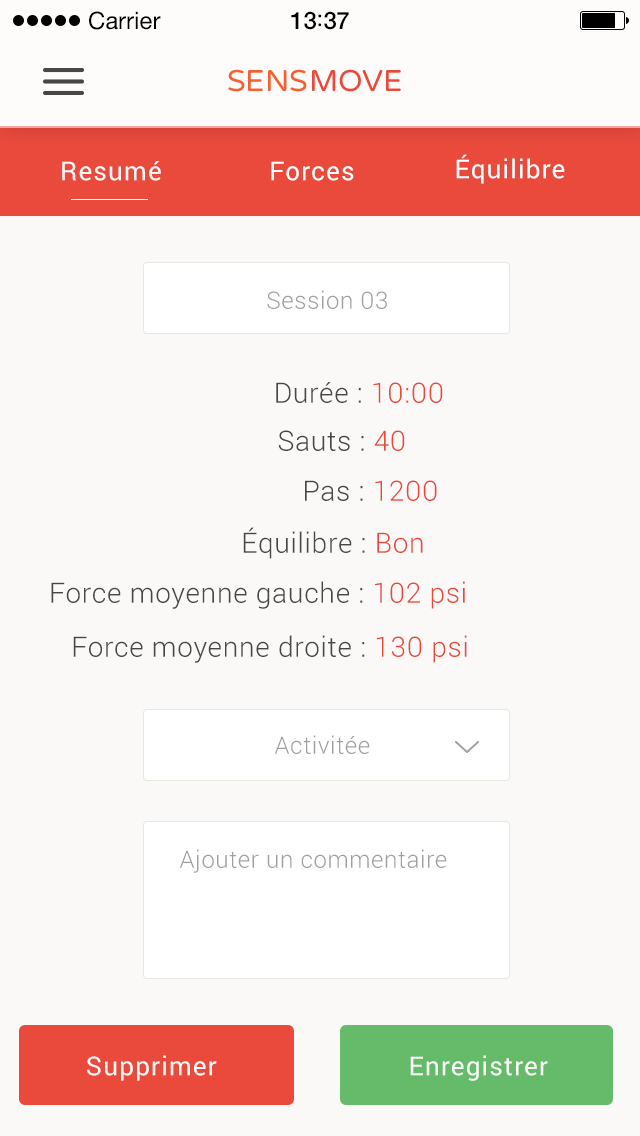 Carrier 13:37
SENSMOVE
Resumé Forces Équilibre
Session 03
Durée : 10:00
Sauts : 40
Pas : 1200
Équilibre : Bon
Force moyenne gauche : 102 psi
Force moyenne droite : 130 psi
Activitée
Ajouter un commentaire
Supprimer Enregistrer